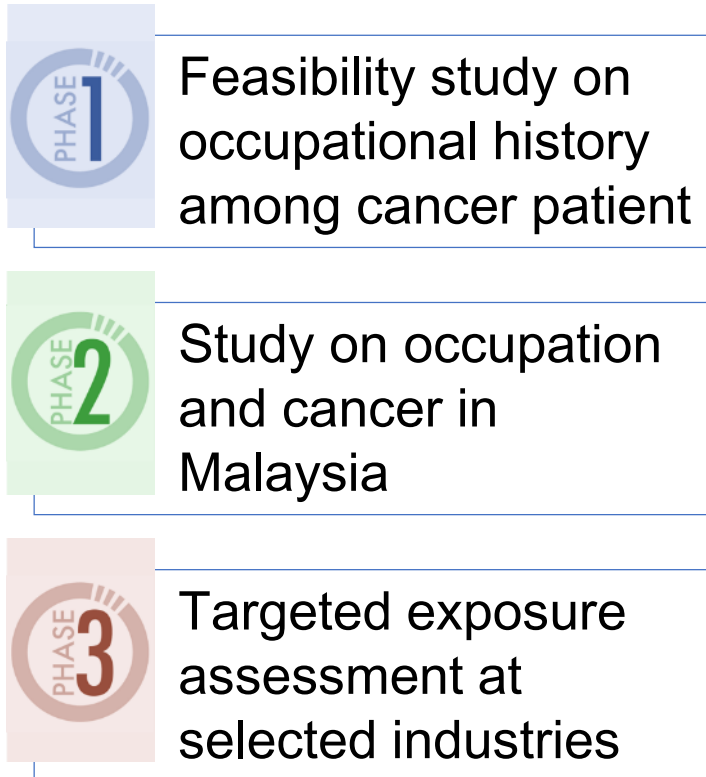 PHASE 1
Feasibility study on
occupational history
among cancer patient
PHASE 2
Study on occupation
and cancer in
Malaysia
PHASE 3
Targeted exposure
assessment at
selected industries